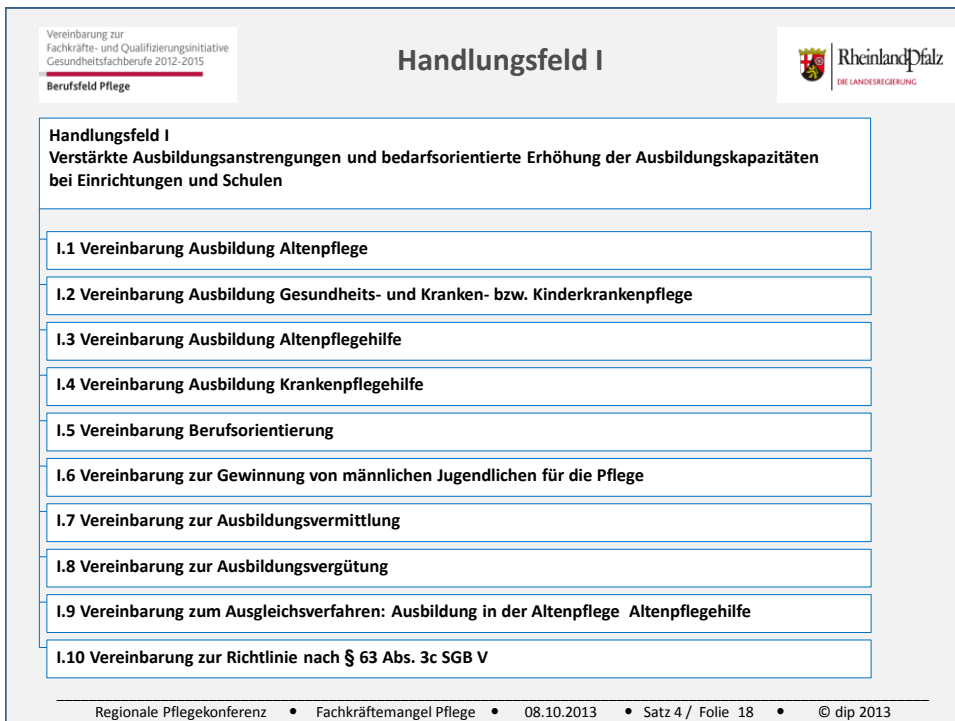 Vereinbarung zur
Fachkräfte- und Qualifizierungsinitiative
Gesundheitsfachberufe 2012-2015
Berufsfeld Pflege
Handlungsfeld I
RheinlandPfalz
DIE LANDESREGIERUNG
Handlungsfeld I
Verstärkte Ausbildungsanstrengungen und bedarfsorientierte Erhöhung der Ausbildungskapazitäten
bei Einrichtungen und Schulen
I.1 Vereinbarung Ausbildung Altenpflege
I.2 Vereinbarung Ausbildung Gesundheits- und Kranken- bzw. Kinderkrankenpflege
I.3 Vereinbarung Ausbildung Altenpflegehilfe
I.4 Vereinbarung Ausbildung Krankenpflegehilfe
I.5 Vereinbarung Berufsorientierung
I.6 Vereinbarung zur Gewinnung von männlichen Jugendlichen für die Pflege
I.7 Vereinbarung zur Ausbildungsvermittlung
I.8 Vereinbarung zur Ausbildungsvergütung
I.9 Vereinbarung zum Ausgleichsverfahren: Ausbildung in der Altenpflege Altenpflegehilfe
I.10 Vereinbarung zur Richtlinie nach § 63 Abs. 3c SGB V
Regionale Pflegekonferenz • Fachkräftemangel Pflege • 08.10.2013 • Satz 4 / Folie 18 • © dip 2013